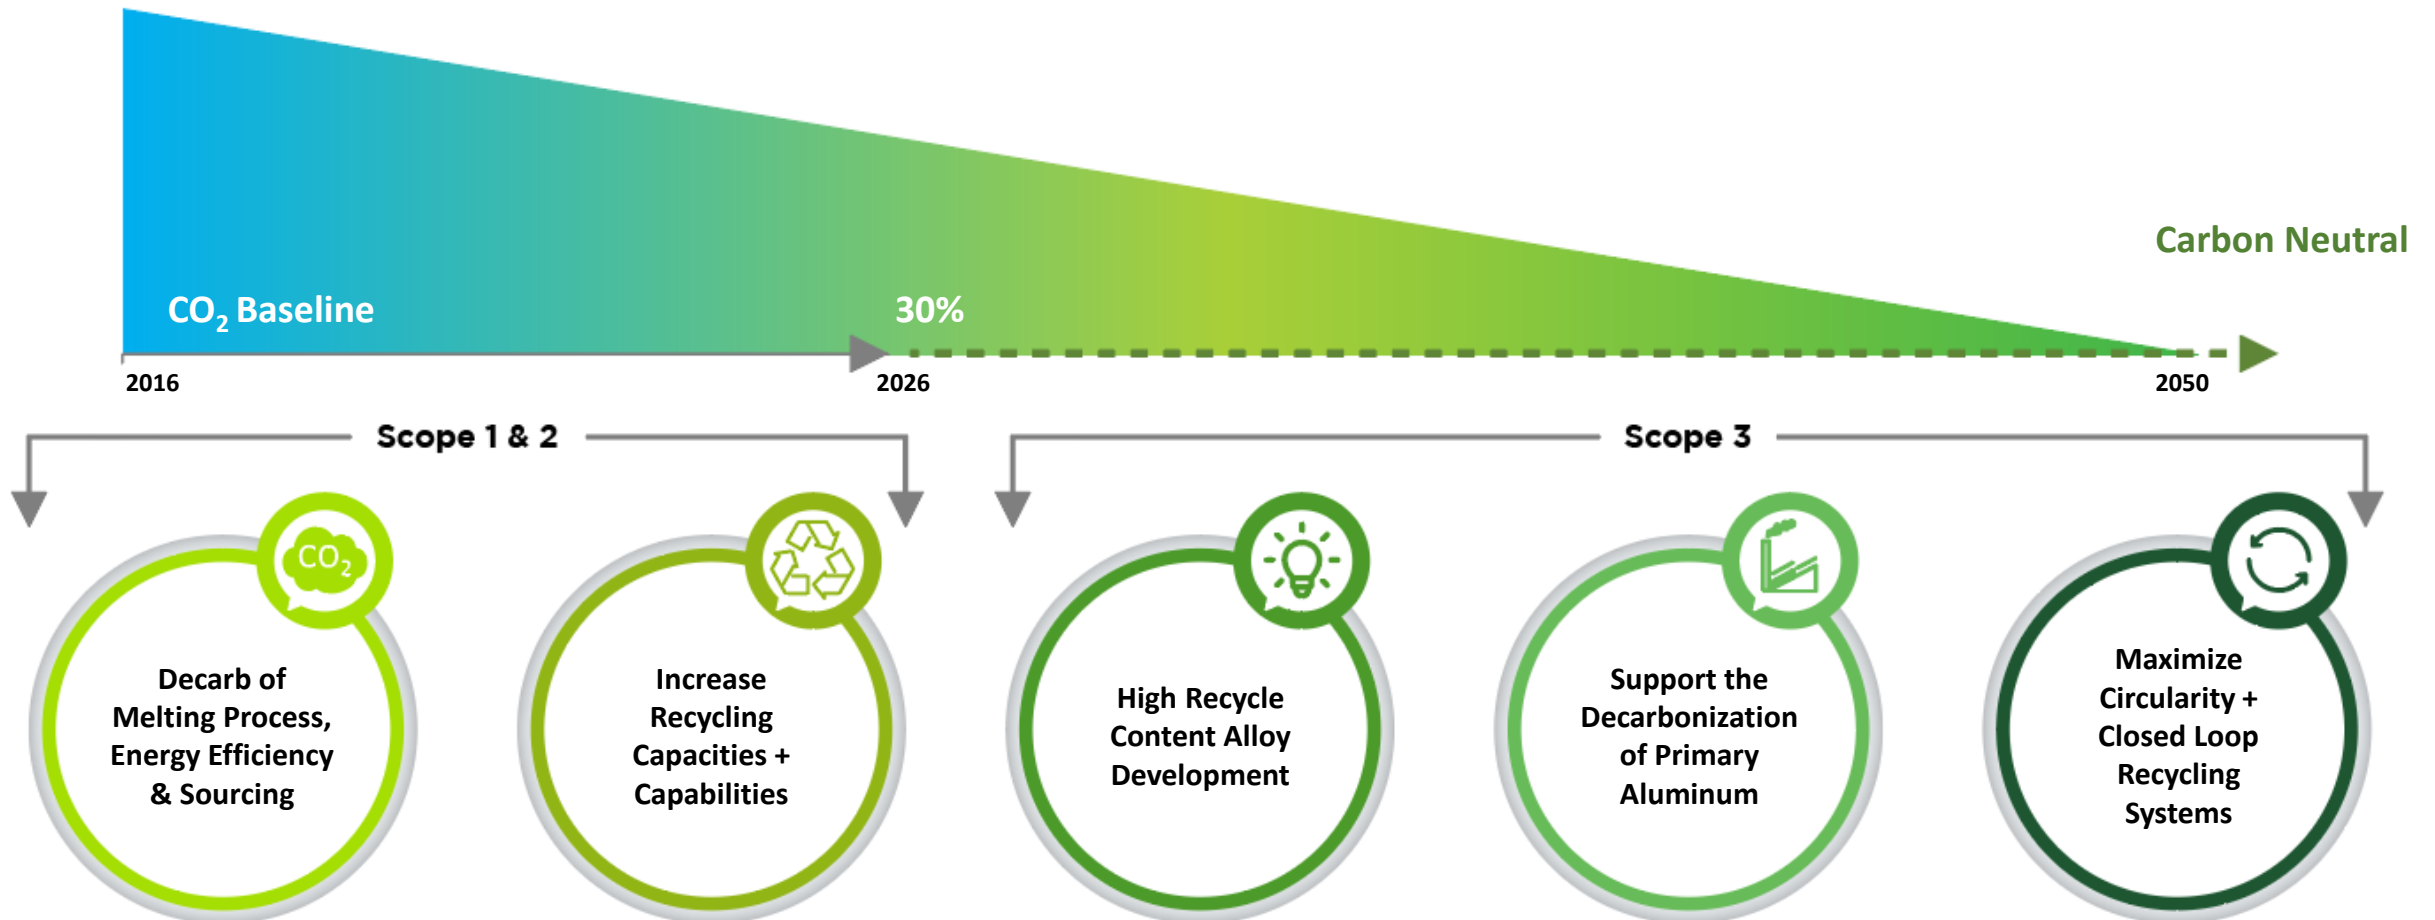 Carbon Neutral
CO₂ Baseline
30%
2016
2026
2050
Scope 1 & 2
Scope 3
CO₂
Decarb of
Melting Process,
Energy Efficiency
& Sourcing
Increase
Recycling
Capacities +
Capabilities
High Recycle
Content Alloy
Development
Support the
Decarbonization
of Primary
Aluminum
Maximize
Circularity +
Closed Loop
Recycling
Systems